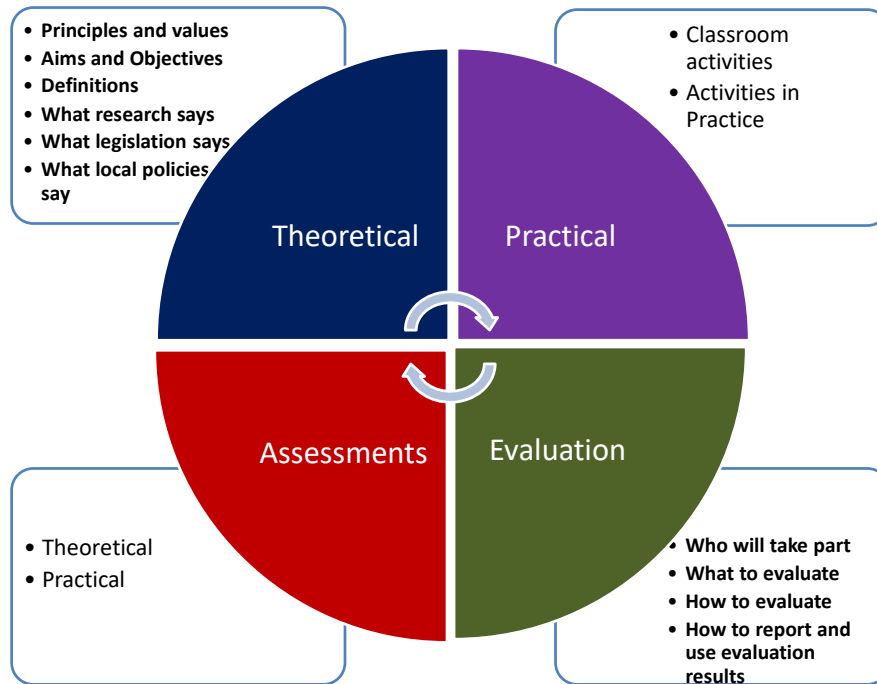 • Principles and values
• Aims and Objectives
• Definitions
• What research says
• What legislation says
• What local policies
say
• Classroom
activities
• Activities in
Practice
Theoretical
Practical
Assessments
Evaluation
• Theoretical
• Practical
• Who will take part
• What to evaluate
• How to evaluate
• How to report and
use evaluation
results